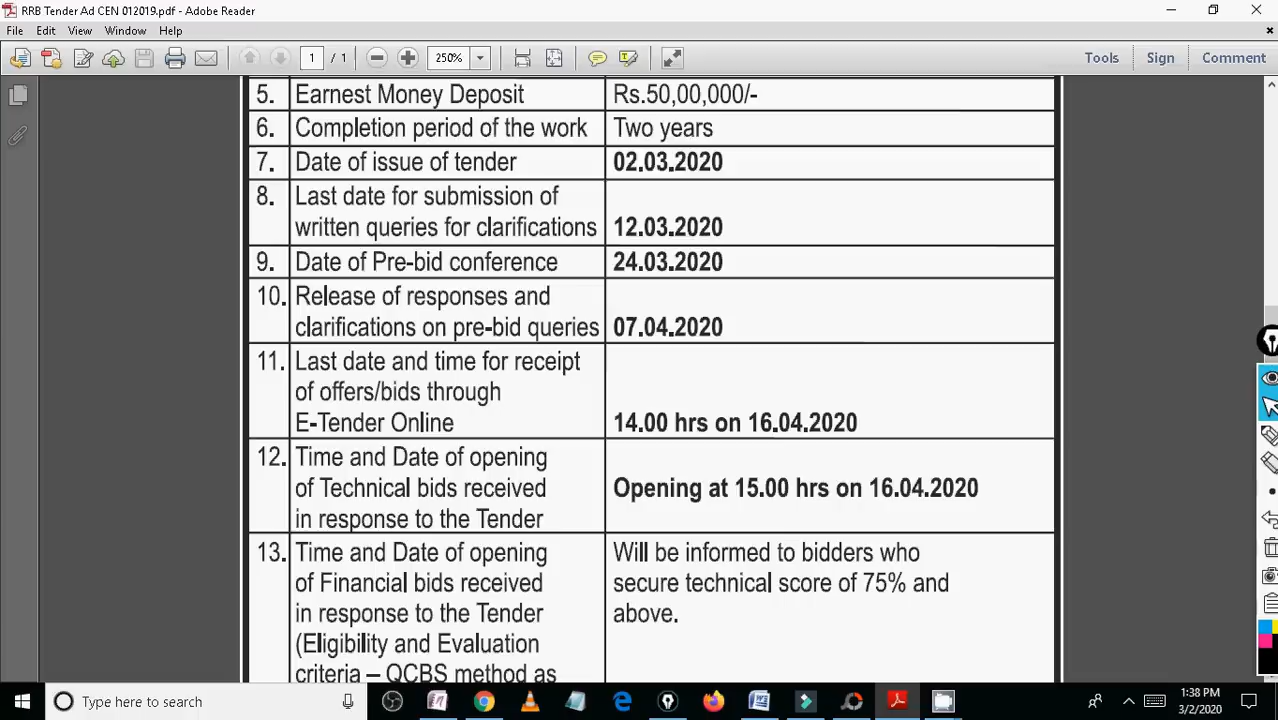 RRB Tender Ad CEN 012019.pdf - Adobe Reader
File Edit View Window Help
1 / 1 250% Tools Sign Comment
5. Earnest Money Deposit Rs.50,00,000/-
6. Completion period of the work Two years
7. Date of issue of tender 02.03.2020
8. Last date for submission of
written queries for clarifications 12.03.2020
9. Date of Pre-bid conference 24.03.2020
10. Release of responses and
clarifications on pre-bid queries 07.04.2020
11. Last date and time for receipt
of offers/bids through
E-Tender Online 14.00 hrs on 16.04.2020
12. Time and Date of opening
of Technical bids received Opening at 15.00 hrs on 16.04.2020
in response to the Tender
13. Time and Date of opening Will be informed to bidders who
of Financial bids received secure technical score of 75% and
in response to the Tender above.
(Eligibility and Evaluation
criteria – QCBS method as
Type here to search
1:38 PM
3/2/2020